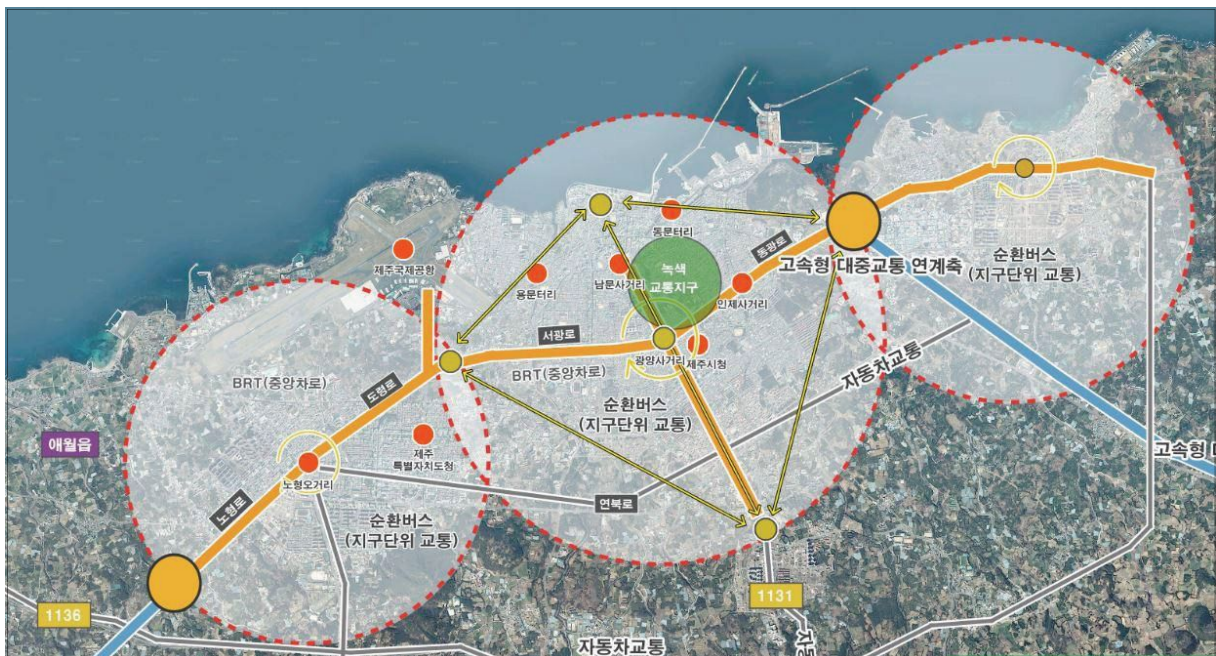 동문터리
동광로
제주국제공항
용문터리
남문사거리
녹색
교통지구
인제사거리
고속형 대중교통 연계축
순환버스
(지구단위 교통)
서광로
광양사거리
제주시청
BRT(중앙차로)
BRT(중앙차로)
도령로
자동차교통
순환버스
(지구단위 교통)
애월읍
제주
특별자치도청
노형오거리
고속형
노형로
연북로
순환버스
(지구단위 교통)
1136
1131
자동차교통